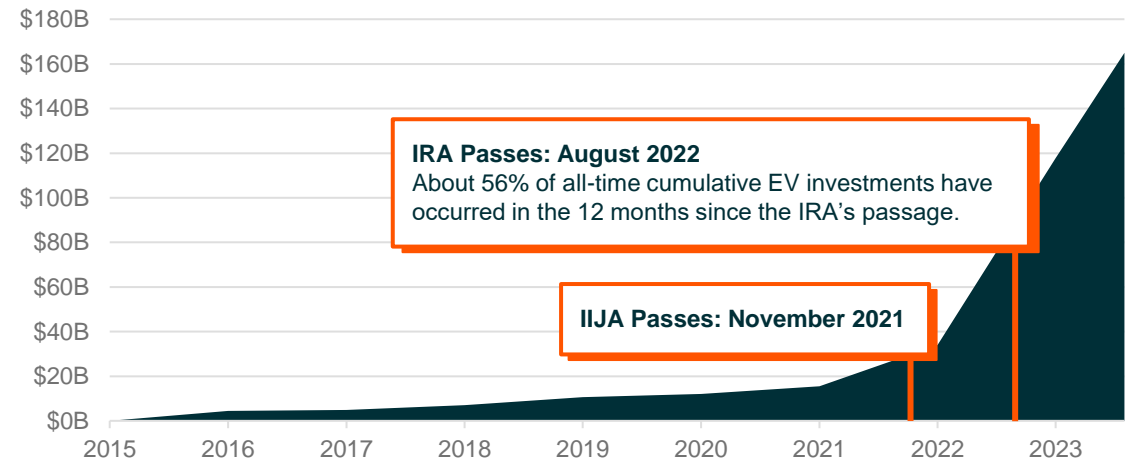 $180B
$160B
$140B
$120B
$100B
$80B
$60B
$40B
$20B
$0B
IRA Passes: August 2022
About 56% of all-time cumulative EV investments have
occurred in the 12 months since the IRA's passage.
IIJA Passes: November 2021
2015 2016 2017 2018 2019 2020 2021 2022 2023